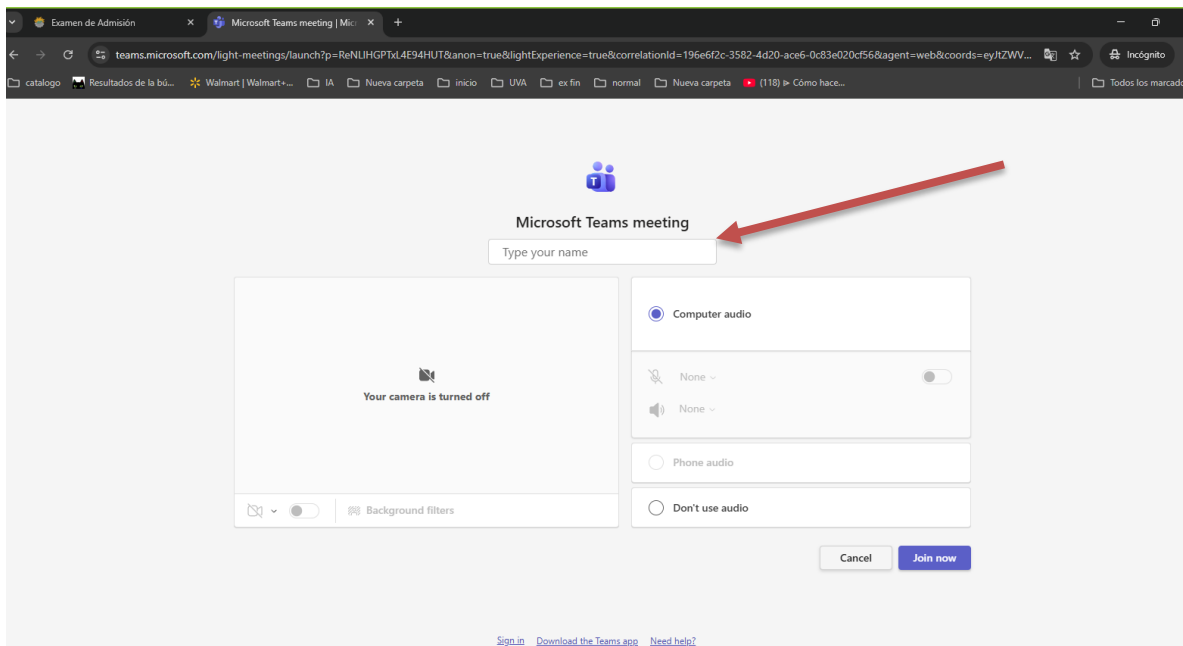 Examen de Admisión
Microsoft Teams meeting | Mic
teams.microsoft.com/light-meetings/launch?p=ReNLIHGPTxL4E94HUT&anon=true&lightExperience=true&correlationId=196e6f2c-3582-4d20-ace6-0c83e020cf56&agent=web&coords=eyJtZWV...
Incógnito
catalogo Resultados de la bú... Walmart | Walmart+... IA Nueva carpeta inicio UVA ex fin normal Nueva carpeta (118) ⊳ Cómo hace... Todos los marcado
Microsoft Teams meeting
Type your name
Your camera is turned off
Background filters
Computer audio
None
None
Phone audio
Don't use audio
Cancel Join now
Sign in Download the Teams app Need help?